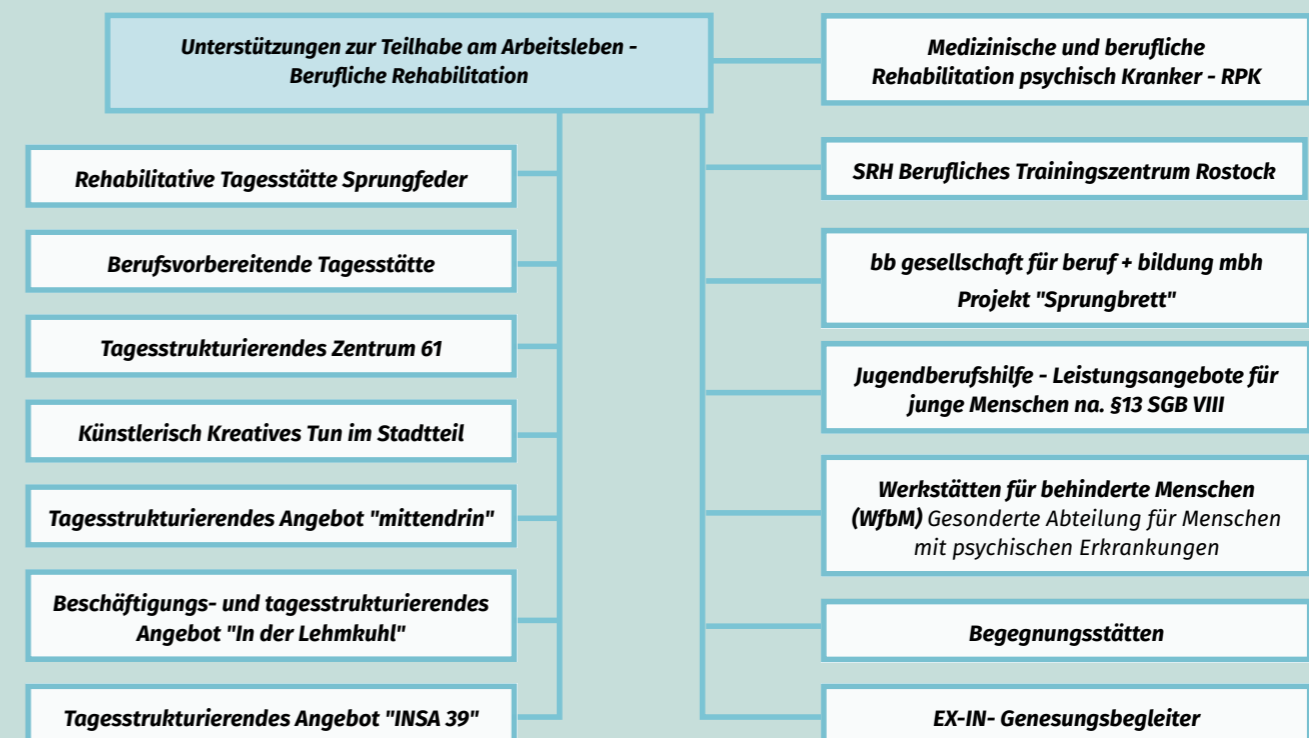 Unterstützungen zur Teilhabe am Arbeitsleben -
Berufliche Rehabilitation
Rehabilitative Tagesstätte Sprungfeder
Berufsvorbereitende Tagesstätte
Tagesstrukturierendes Zentrum 61
Künstlerisch Kreatives Tun im Stadtteil
Tagesstrukturierendes Angebot "mittendrin"
Beschäftigungs- und tagesstrukturierendes
Angebot "In der Lehmkuhl"
Tagesstrukturierendes Angebot "INSA 39"
Medizinische und berufliche
Rehabilitation psychisch Kranker - RPK
SRH Berufliches Trainingszentrum Rostock
bb gesellschaft für beruf + bildung mbh
Projekt "Sprungbrett"
Jugendberufshilfe - Leistungsangebote für
junge Menschen na. §13 SGB VIII
Werkstätten für behinderte Menschen
(WfbM) Gesonderte Abteilung für Menschen
mit psychischen Erkrankungen
Begegnungsstätten
EX-IN- Genesungsbegleiter